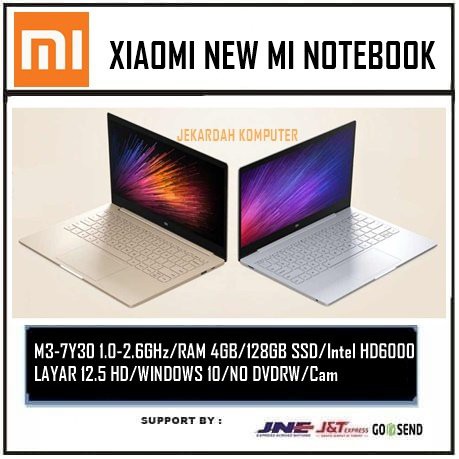 mi XIAOMI NEW MI NOTEBOOK
JEKARDAH KOMPUTER
M3-7Y30 1.0-2.6GHz/RAM 4GB/128GB SSD/Intel HD6000
LAYAR 12.5 HD/WINDOWS 10/NO DVDRW/Cam
SUPPORT BY : JNE J&T EXPRESS GO SEND